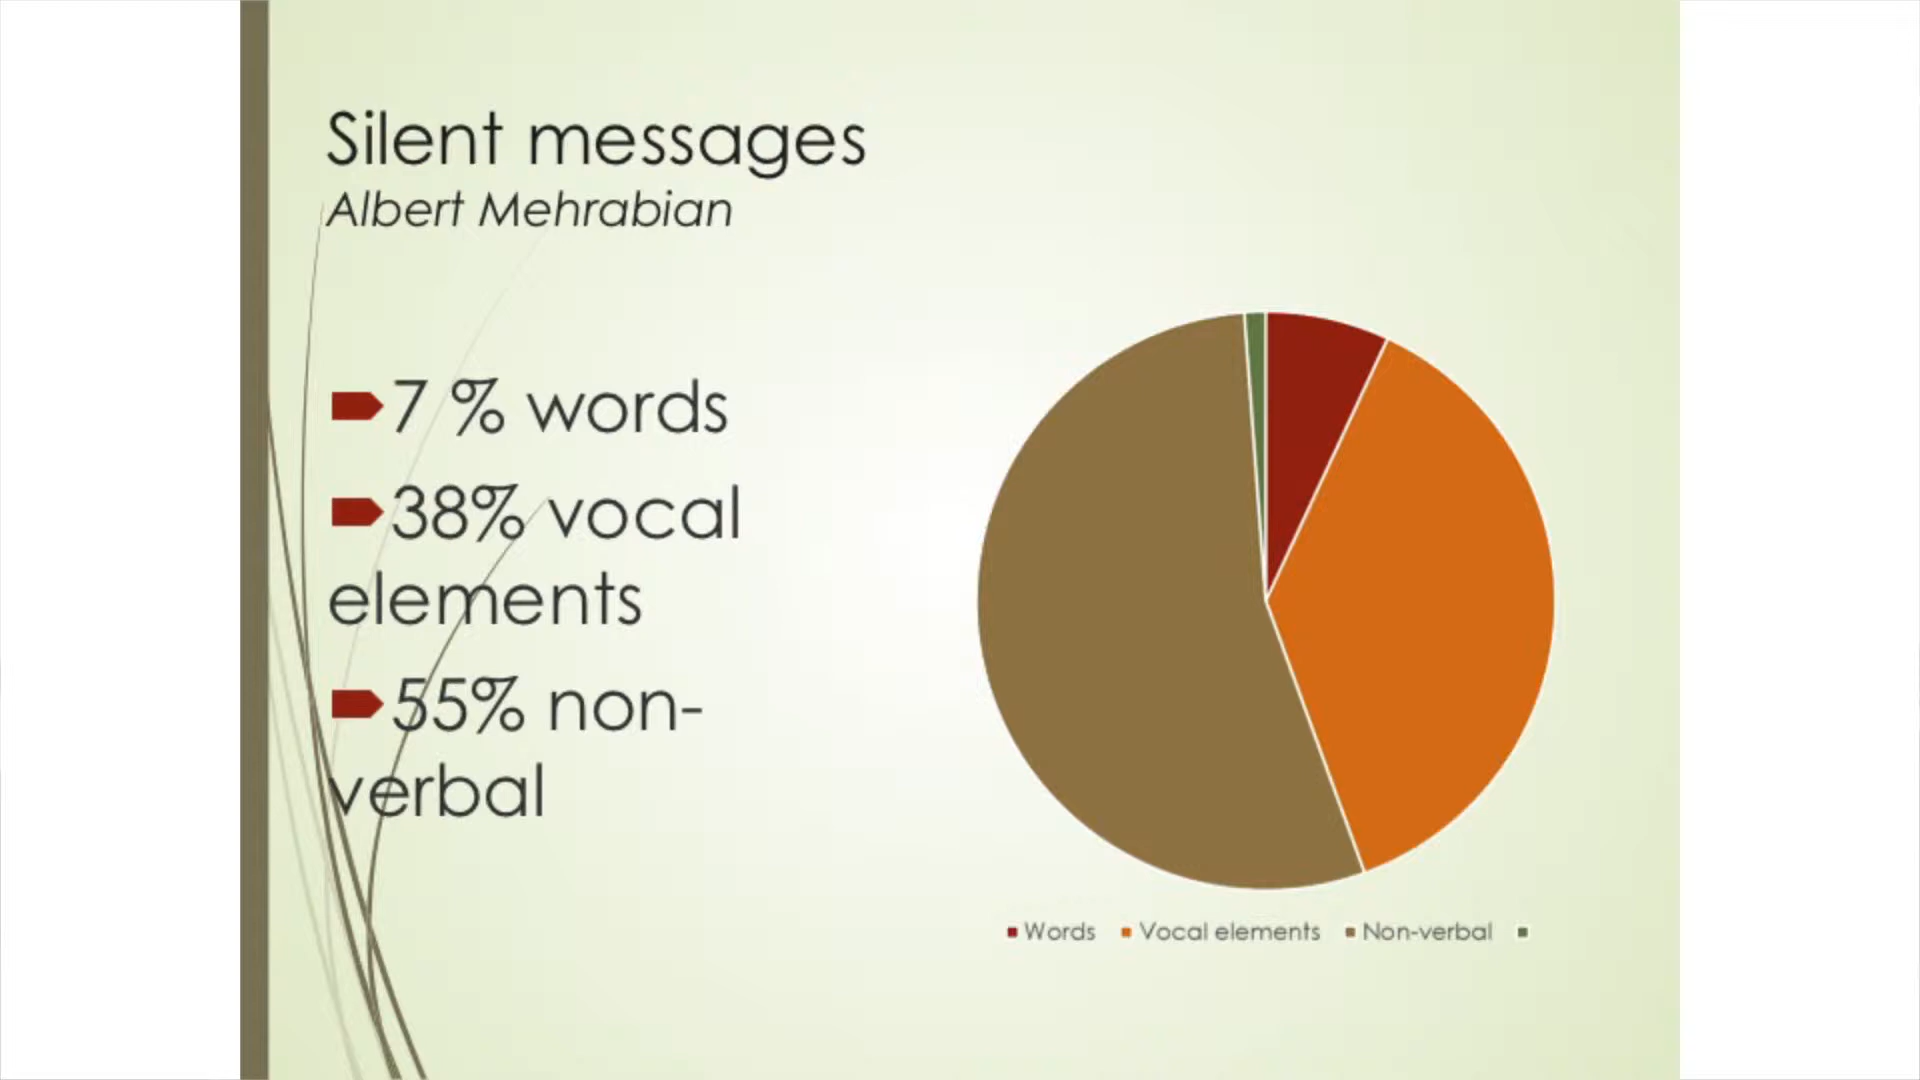 Silent messages
Albert Mehrabian
7 % words
38% vocal
elements
55% non-
verbal
Words Vocal elements Non-verbal